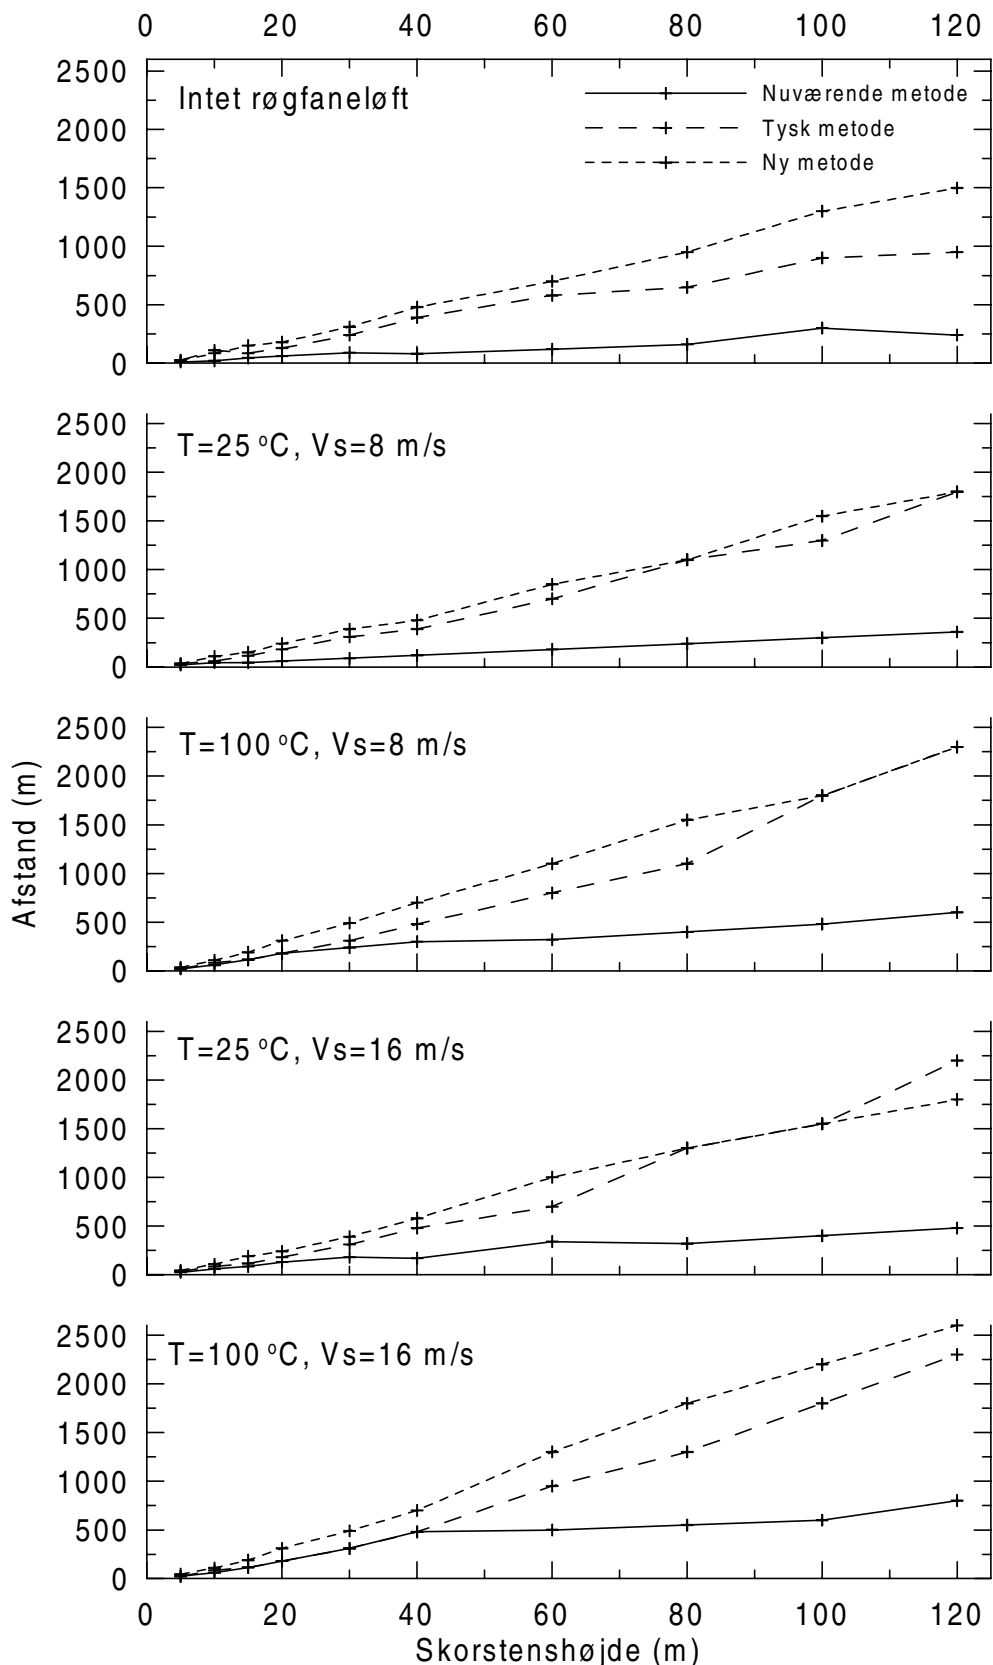 0 20 40 60 80 100 120
2500
2000
1500
1000
500
0
Intet røgfaneløft
Nuværende metode
Tysk metode
Ny metode
2500
2000
1500
1000
500
0
T=25 °C, Vs=8 m/s
2500
2000
1500
1000
500
0
T=100 °C, Vs=8 m/s
Afstand (m)
2500
2000
1500
1000
500
0
T=25 °C, Vs=16 m/s
2500
2000
1500
1000
500
0
T=100 °C, Vs=16 m/s
0 20 40 60 80 100 120
Skorstenshøjde (m)